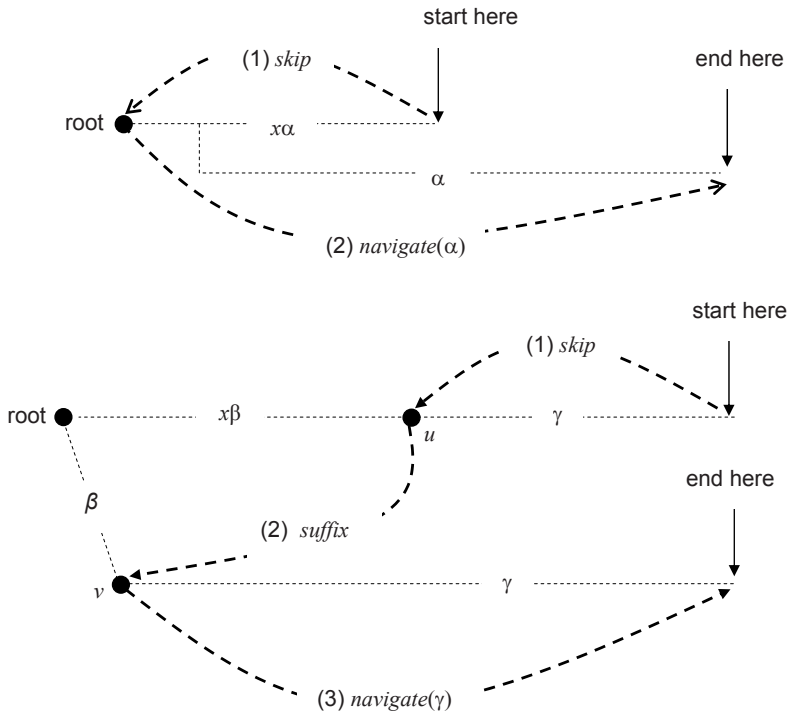 start here
(1) skip
end here
root
xα
α
(2) navigate(α)
start here
(1) skip
root
xβ
γ
u
end here
β
(2) suffix
v
γ
(3) navigate(γ)